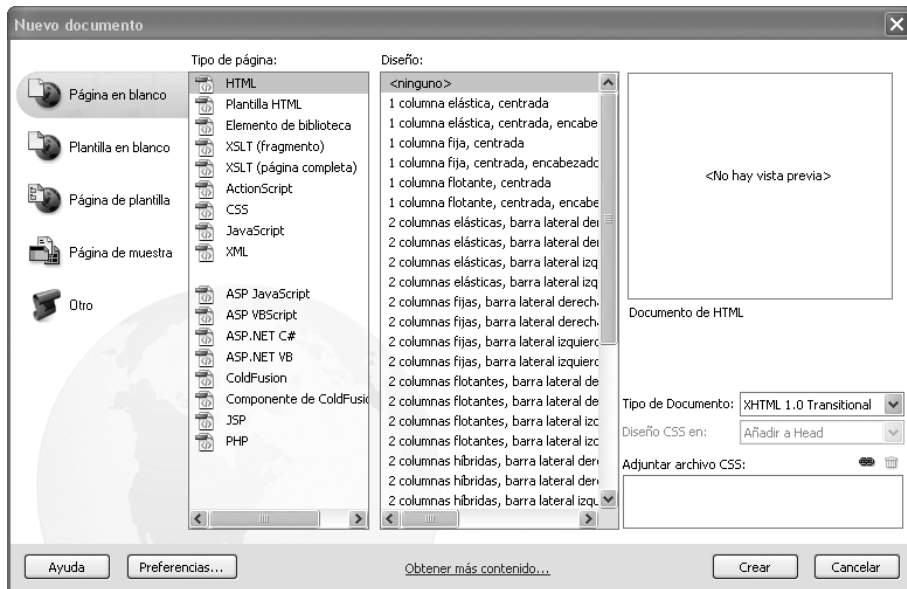 Nuevo documento
Página en blanco
Plantilla en blanco
Página de plantilla
Página de muestra
Otro
Tipo de página:
HTML
Plantilla HTML
Elemento de biblioteca
XSLT (fragmento)
XSLT (página completa)
ActionScript
CSS
JavaScript
XML
ASP JavaScript
ASP VBScript
ASP.NET C#
ASP.NET VB
ColdFusion
Componente de ColdFusio
JSP
PHP
Diseño:
<ninguno>
1 columna elástica, centrada
1 columna elástica, centrada, encabe
1 columna fija, centrada
1 columna fija, centrada, encabezado
1 columna flotante, centrada
1 columna flotante, centrada, encabe
2 columnas elásticas, barra lateral der
2 columnas elásticas, barra lateral der
2 columnas elásticas, barra lateral izq
2 columnas elásticas, barra lateral izq
2 columnas fijas, barra lateral derech
2 columnas fijas, barra lateral derech
2 columnas fijas, barra lateral izquierd
2 columnas fijas, barra lateral izquierd
2 columnas flotantes, barra lateral de
2 columnas flotantes, barra lateral de
2 columnas flotantes, barra lateral izq
2 columnas flotantes, barra lateral izq
2 columnas híbridas, barra lateral der
2 columnas híbridas, barra lateral der
2 columnas híbridas, barra lateral izqu
<No hay vista previa>
Documento de HTML
Tipo de Documento: XHTML 1.0 Transitional
Diseño CSS en: Añadir a Head
Adjuntar archivo CSS:
Ayuda
Preferencias...
Obtener más contenido...
Crear
Cancelar